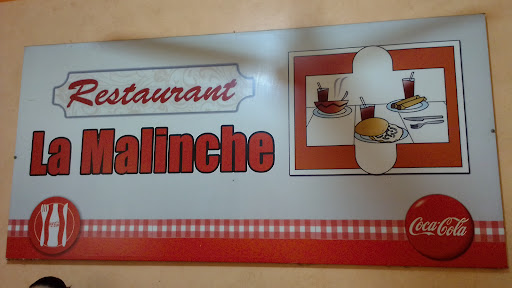 Restaurant
La Malinche
Coca-Cola